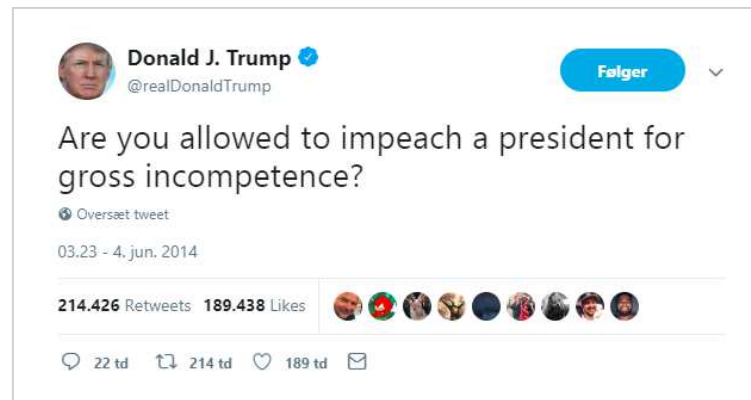 Donald J. Trump
@realDonaldTrump
Følger
Are you allowed to impeach a president for
gross incompetence?
Oversæt tweet
03.23 - 4. jun. 2014
214.426 Retweets 189.438 Likes
22 td 214 td 189 td